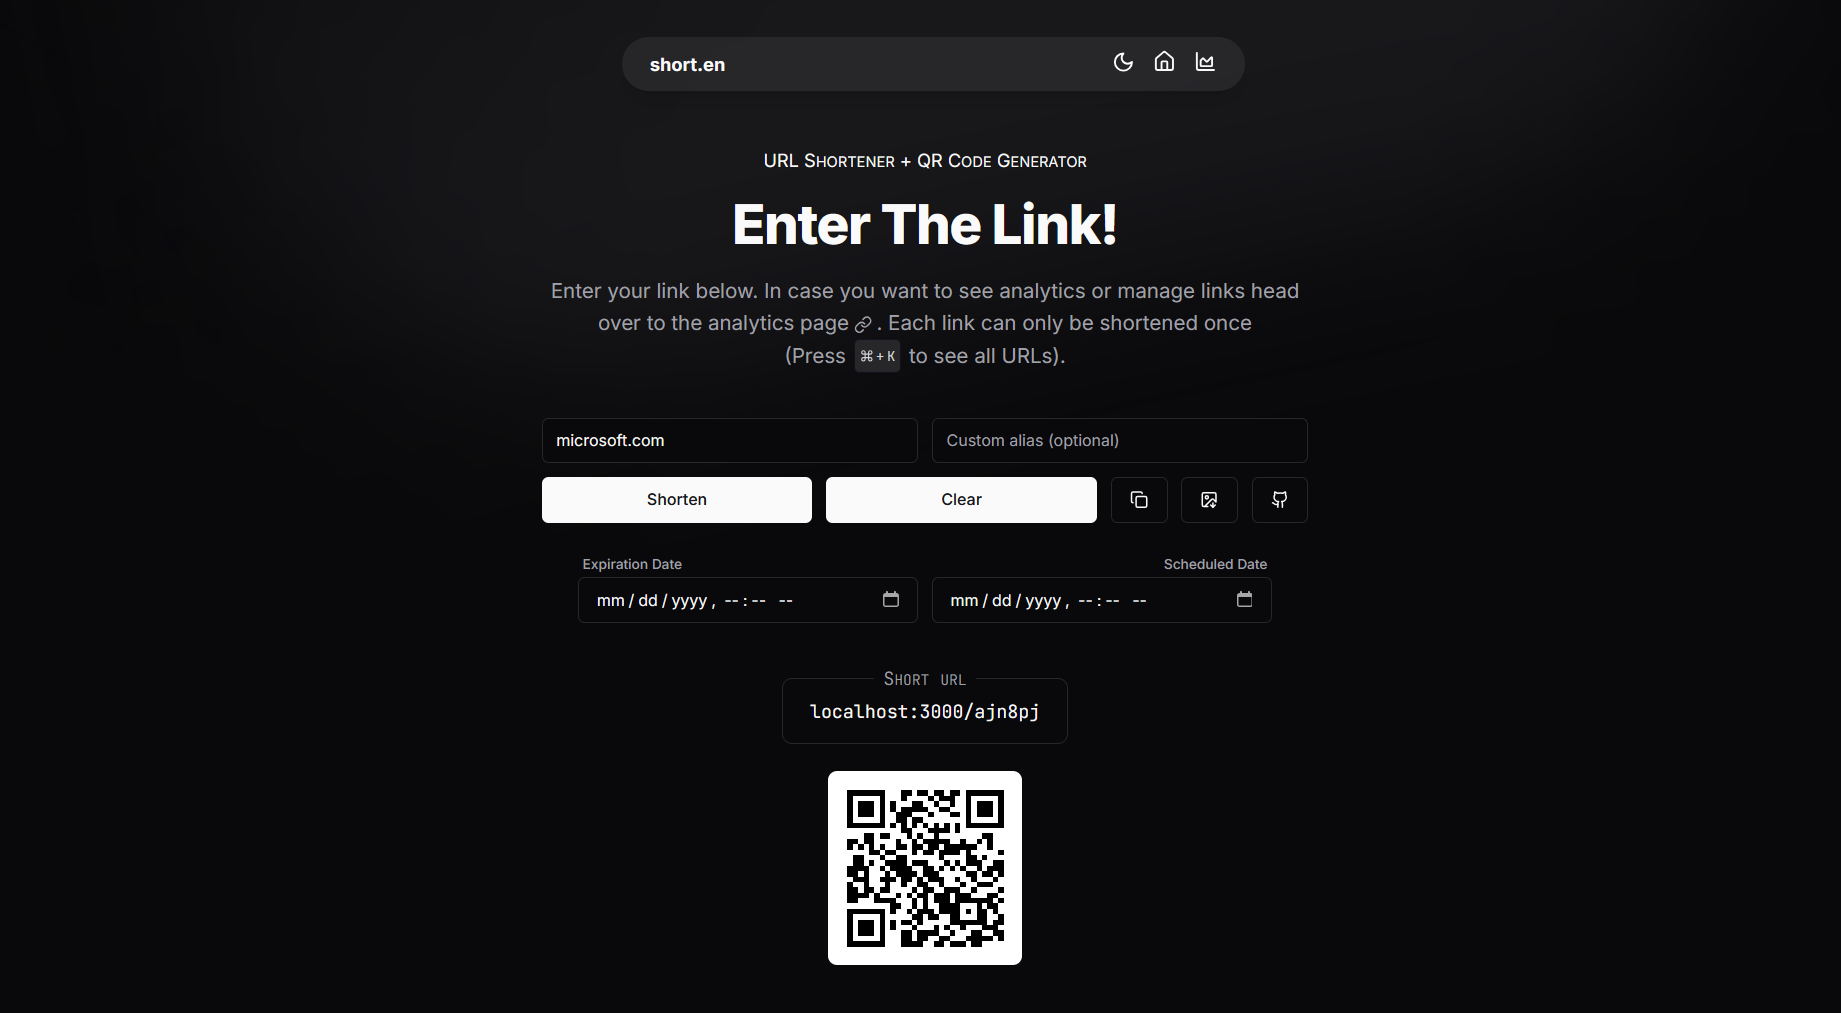 short.en
URL Shortener + QR Code Generator
Enter The Link!
Enter your link below. In case you want to see analytics or manage links head
over to the analytics page . Each link can only be shortened once
(Press ⌘+K to see all URLs).
microsoft.com
Custom alias (optional)
Shorten
Clear
Expiration Date
Scheduled Date
mm/dd/yyyy, --:-- --
mm/dd/yyyy, --:-- --
Short url
localhost:3000/ajn8pj